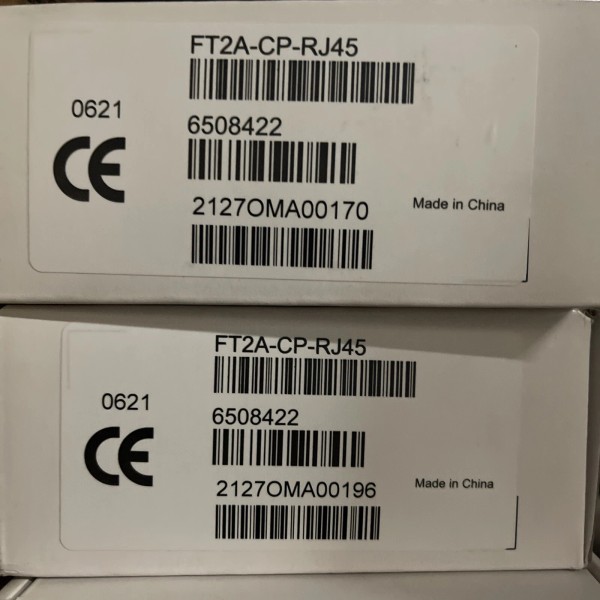 FT2A-CP-RJ45
0621
6508422
CE
2127OMA00170
Made in China
FT2A-CP-RJ45
0621
6508422
CE
2127OMA00196
Made in China